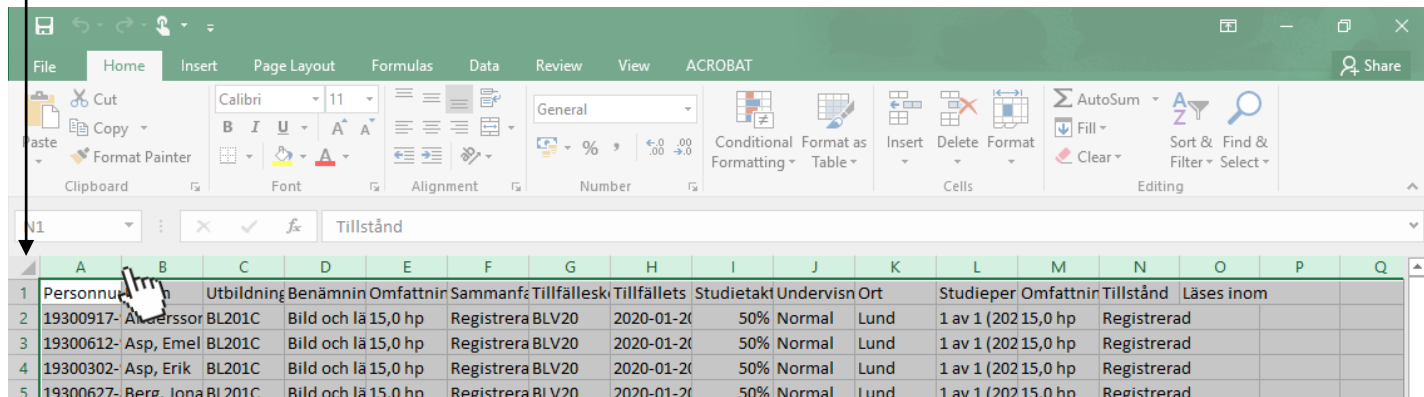 File Home Insert Page Layout Formulas Data Review View ACROBAT Share
Cut Calibri 11 General AutoSum
Copy Fill
Paste Conditional Format as Insert Delete Format Sort & Find &
Format Painter Formatting Table Clear Filter Select
Clipboard Font Alignment Number Cells Editing
N1 fx Tillstånd
A B C D E F G H I J K L M N O P Q
1 Utbildning Benämnin Omfattnin Sammanfa Tillfällesk Tillfällets Studietakt Undervisn Ort Studieper Omfattnin Tillstånd Läses inom
2 19300917- Andersson BL201C Bild och lä 15,0 hp Registrera BLV20 2020-01-20 50% Normal Lund 1 av 1 (202 15,0 hp Registrerad
3 19300612- Asp, Emel BL201C Bild och lä 15,0 hp Registrera BLV20 2020-01-20 50% Normal Lund 1 av 1 (202 15,0 hp Registrerad
4 19300302- Asp, Erik BL201C Bild och lä 15,0 hp Registrera BLV20 2020-01-20 50% Normal Lund 1 av 1 (202 15,0 hp Registrerad
5 19300627- Berg, Jona BL201C Bild och lä 15,0 hp Registrera BLV20 2020-01-20 50% Normal Lund 1 av 1 (202 15,0 hp Registrerad